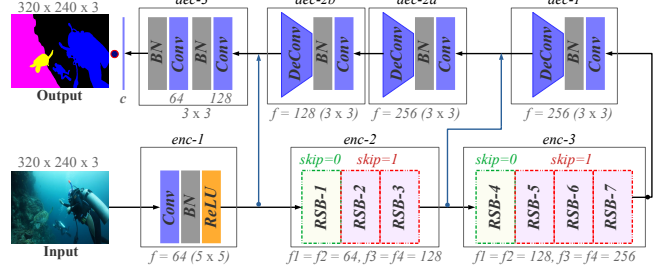 320 x 240 x 3
dec-3
dec-2b
dec-2a
dec-1
BN
Conv
BN
Conv
DeConv
BN
Conv
DeConv
BN
Conv
DeConv
BN
Conv
Output
c
64
128
3 x 3
f = 128 (3 x 3)
f = 256 (3 x 3)
f = 256 (3 x 3)
320 x 240 x 3
enc-1
enc-2
enc-3
skip=0
skip=1
skip=0
skip=1
Conv
BN
ReLU
RSB-1
RSB-2
RSB-3
RSB-4
RSB-5
RSB-6
RSB-7
Input
f = 64 (5 x 5)
f1 = f2 = 64, f3 = f4 = 128
f1 = f2 = 128, f3 = f4 = 256